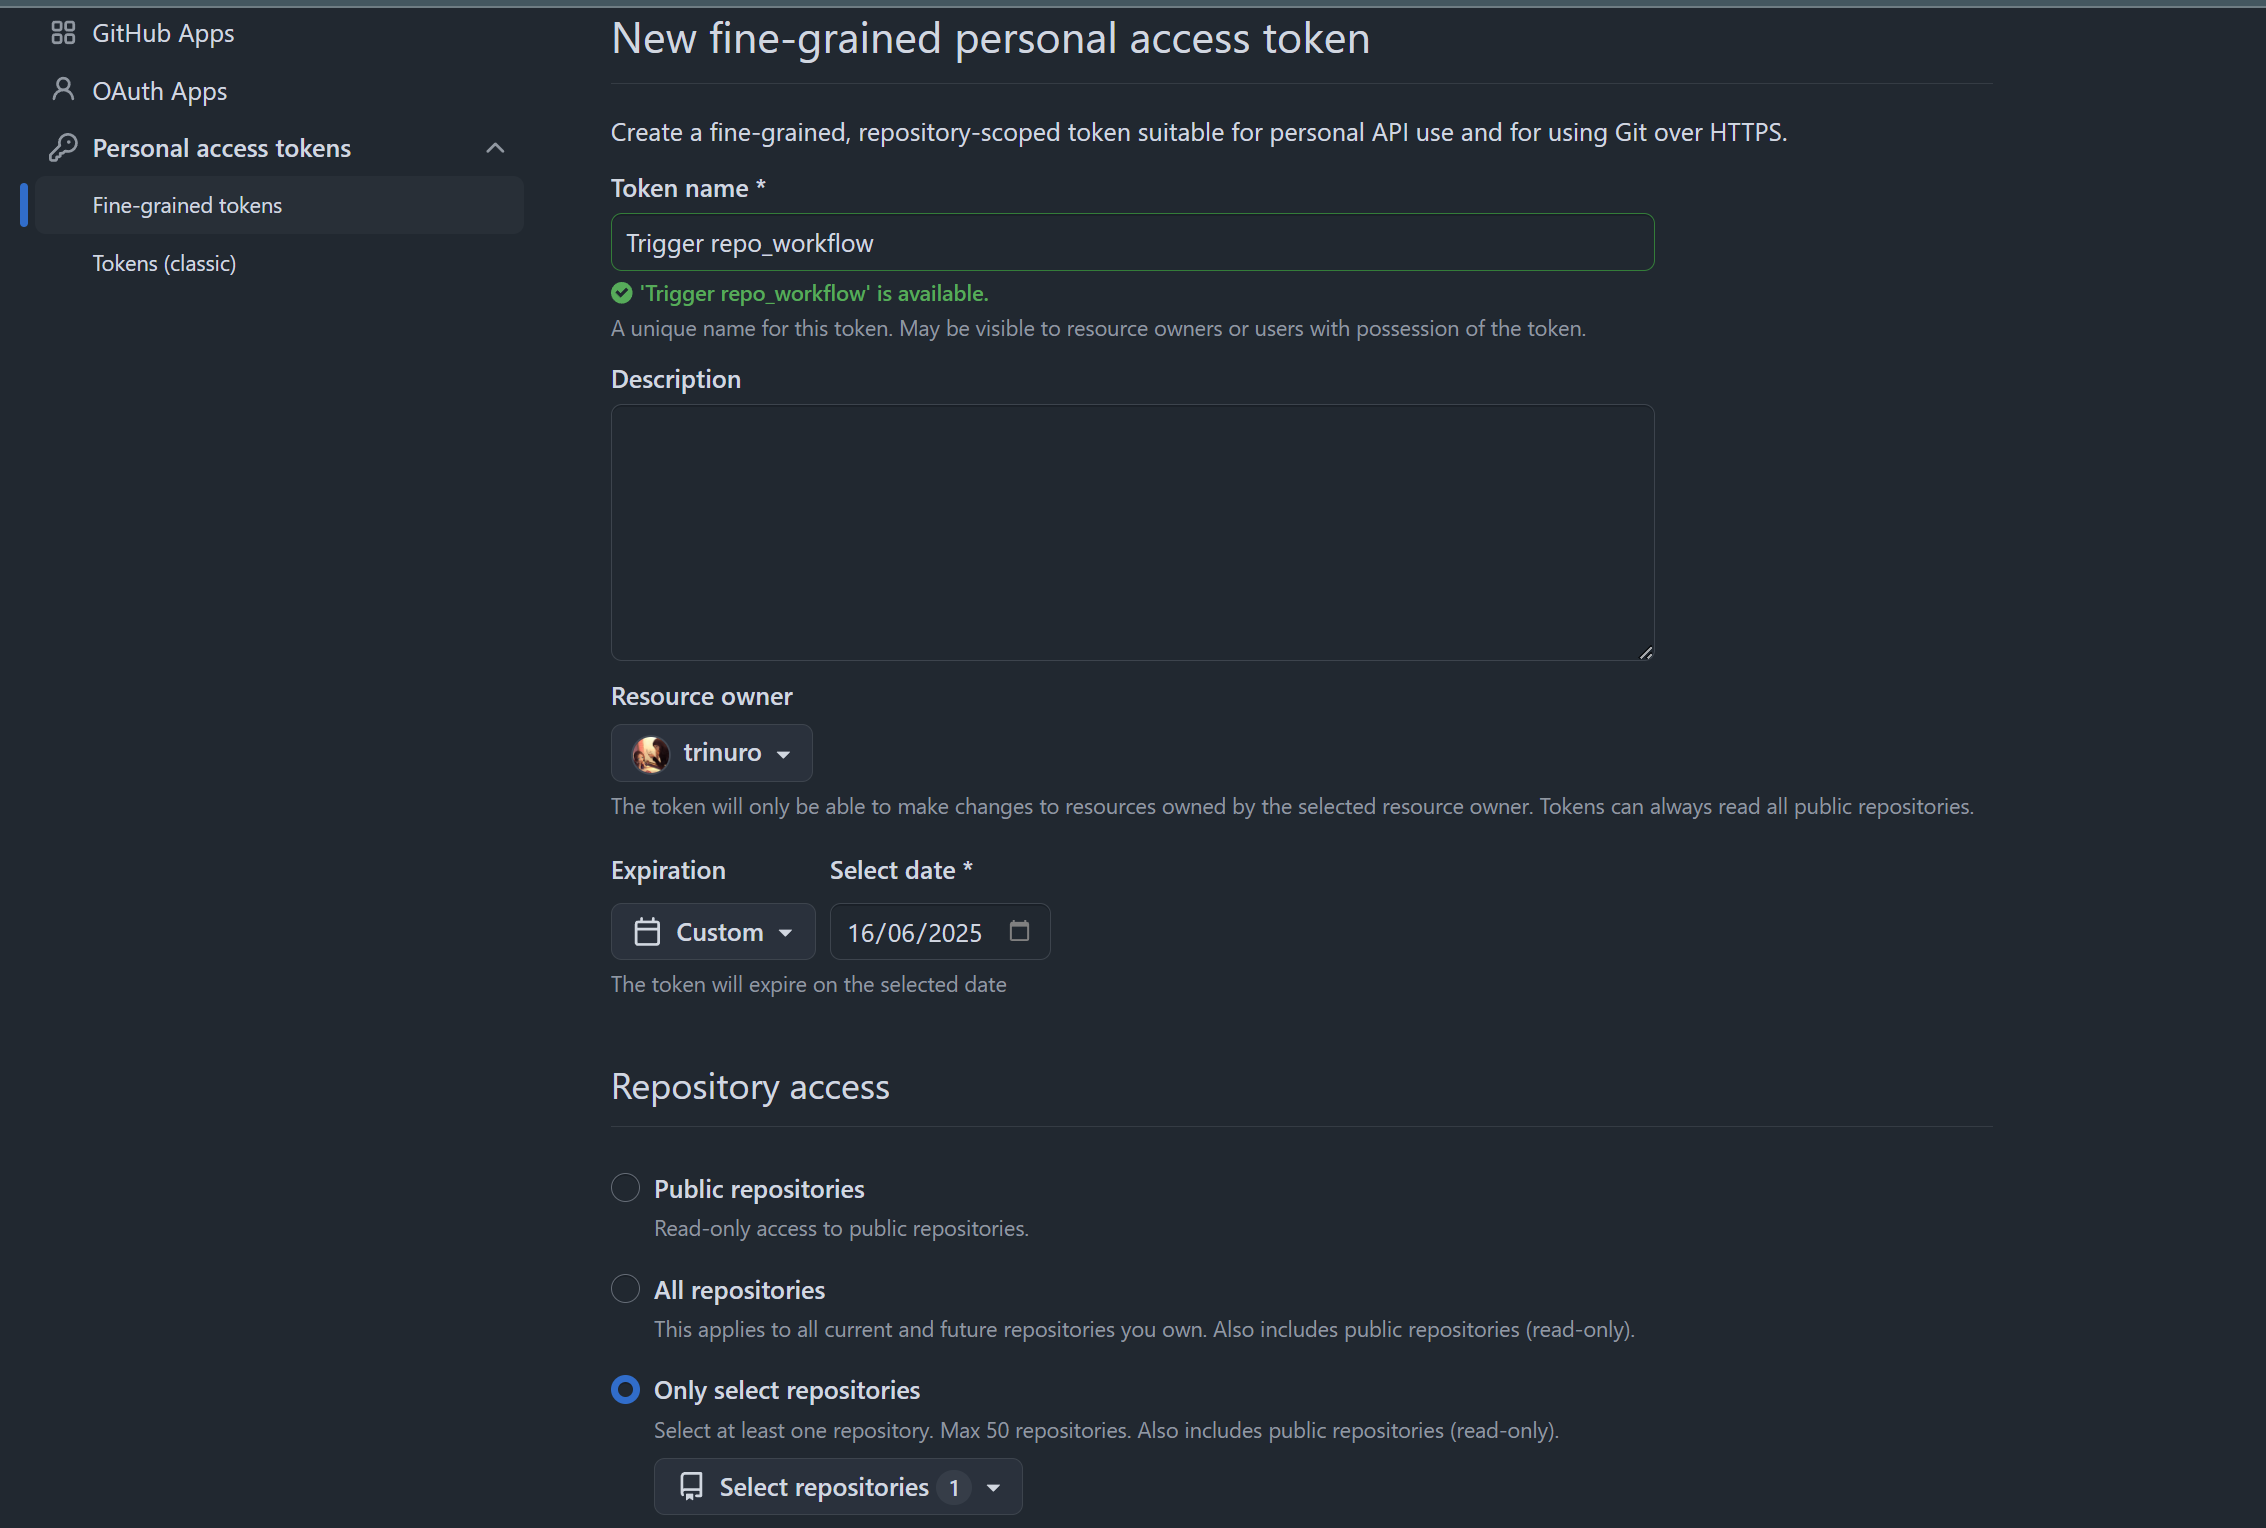 GitHub Apps
OAuth Apps
Personal access tokens
Fine-grained tokens
Tokens (classic)
New fine-grained personal access token
Create a fine-grained, repository-scoped token suitable for personal API use and for using Git over HTTPS.
Token name *
Trigger repo_workflow
'Trigger repo_workflow' is available.
A unique name for this token. May be visible to resource owners or users with possession of the token.
Description
Resource owner
trinuro
The token will only be able to make changes to resources owned by the selected resource owner. Tokens can always read all public repositories.
Expiration Select date *
Custom 16/06/2025
The token will expire on the selected date
Repository access
Public repositories
Read-only access to public repositories.
All repositories
This applies to all current and future repositories you own. Also includes public repositories (read-only).
Only select repositories
Select at least one repository. Max 50 repositories. Also includes public repositories (read-only).
Select repositories 1